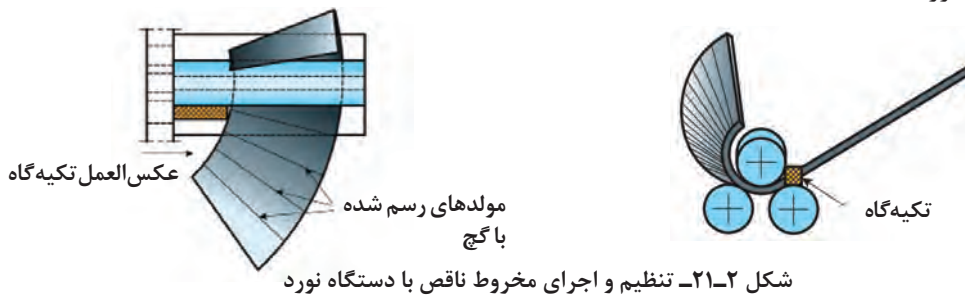 عکس‌العمل تکیه‌گاه
مولدهای رسم شده
با گچ
تکیه‌گاه
شکل ۲ـ۲۱ـ تنظیم و اجرای مخروط ناقص با دستگاه نورد